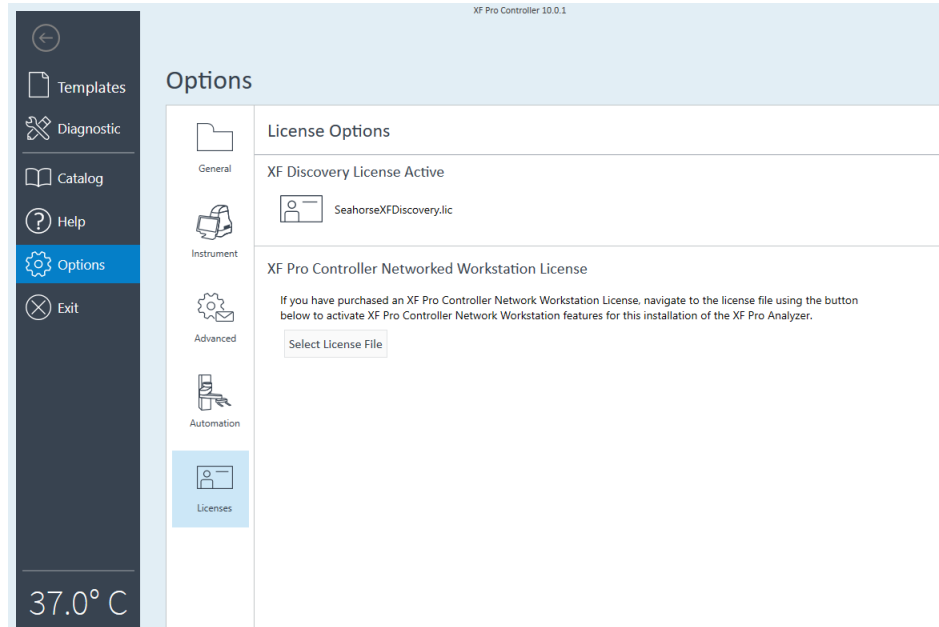 XF Pro Controller 10.0.1
Templates
Diagnostic
Catalog
Help
Options
Exit
37.0° C
Options
General
Instrument
Advanced
Automation
Licenses
License Options
XF Discovery License Active
SeahorseXFDiscovery.lic
XF Pro Controller Networked Workstation License
If you have purchased an XF Pro Controller Network Workstation License, navigate to the license file using the button
below to activate XF Pro Controller Network Workstation features for this installation of the XF Pro Analyzer.
Select License File